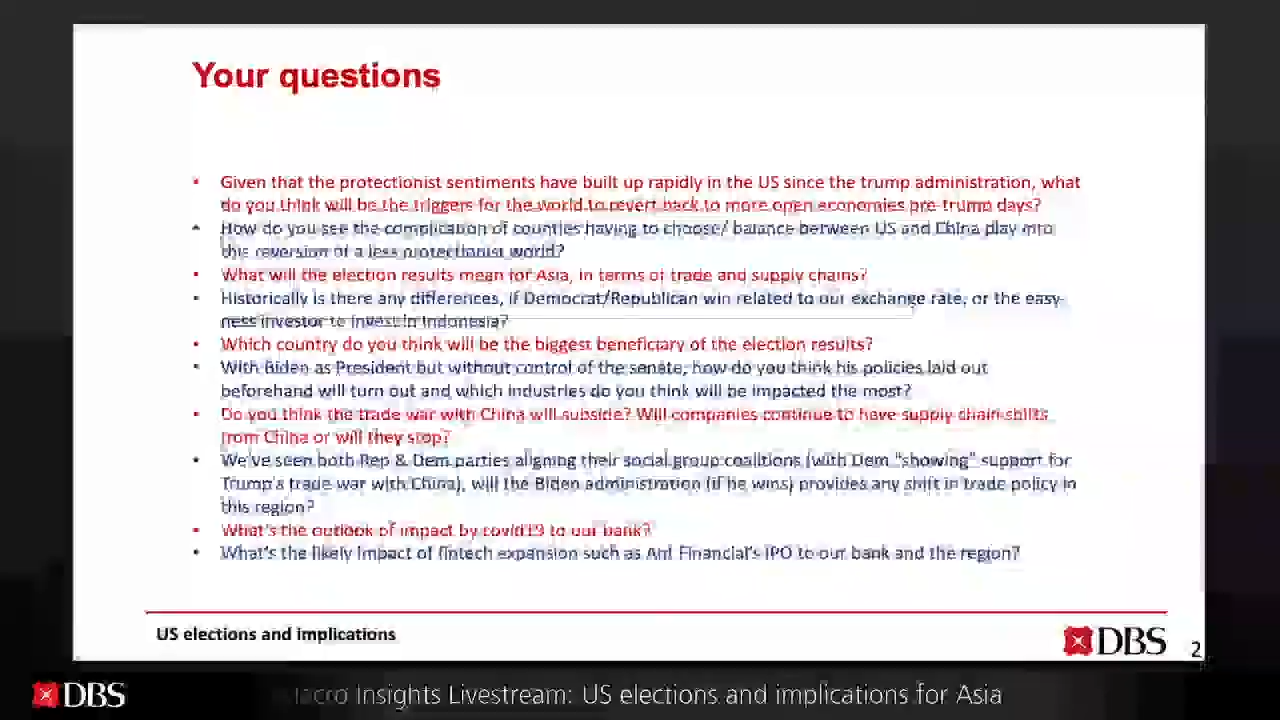 Your questions
• Given that the protectionist sentiments have built up rapidly in the US since the trump administration, what
do you think will be the triggers for the world to revert back to more open economies pre-trump days?
• How do you see the complication of counties having to choose/ balance between US and China play into
this reversion of a less protectionist world?
• What will the election results mean for Asia, in terms of trade and supply chains?
• Historically is there any differences, if Democrat/Republican win related to our exchange rate, or the easy-
ness investor to invest in Indonesia?
• Which country do you think will be the biggest beneficiary of the election results?
• With Biden as President but without control of the senate, how do you think his policies laid out
beforehand will turn out and which industries do you think will be impacted the most?
• Do you think the trade war with China will subside? Will companies continue to have supply chain shifts
from China or will they stop?
• We've seen both Rep & Dem parties aligning their social group coalitions (with Dem "showing" support for
Trump's trade war with China), will the Biden administration (if he wins) provides any shift in trade policy in
this region?
• What's the outlook of impact by covid19 to our bank?
• What's the likely impact of fintech expansion such as Ant Financial's IPO to our bank and the region?
US elections and implications
DBS
2
DBS
Insights Livestream: US elections and implications for Asia